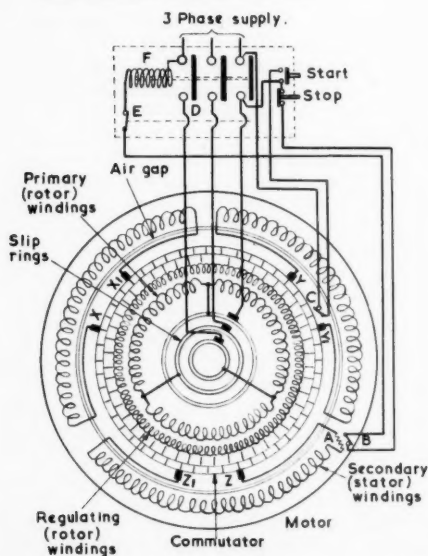 3 Phase supply.
F
Start
Stop
E
D
Air gap
Primary
(rotor)
windings
Slip
rings
X1
X
Y
C
Y1
A
B
Z1
Z
Secondary
(stator)
windings
Motor
Regulating
(rotor)
windings
Commutator